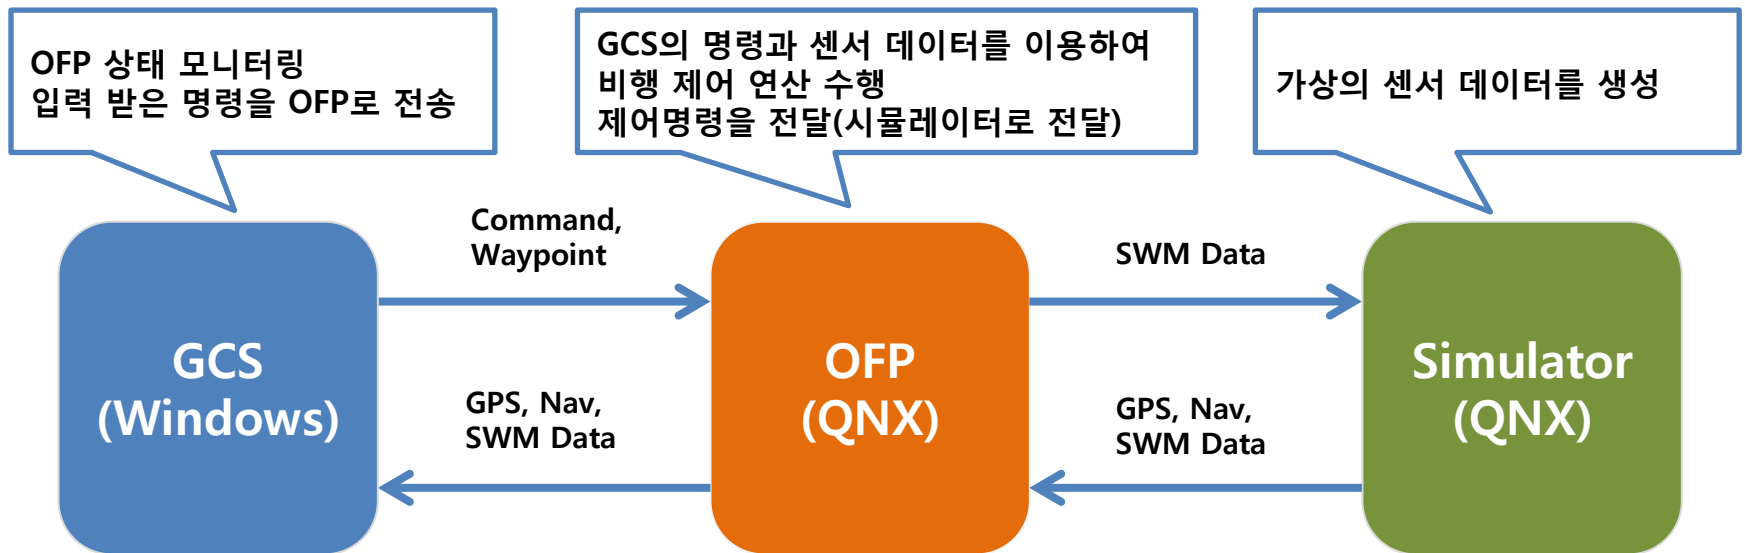 OFP 상태 모니터링
입력 받은 명령을 OFP로 전송
GCS의 명령과 센서 데이터를 이용하여
비행 제어 연산 수행
제어명령을 전달(시뮬레이터로 전달)
가상의 센서 데이터를 생성
Command,
Waypoint
SWM Data
GCS
(Windows)
OFP
(QNX)
Simulator
(QNX)
GPS, Nav,
SWM Data
GPS, Nav,
SWM Data